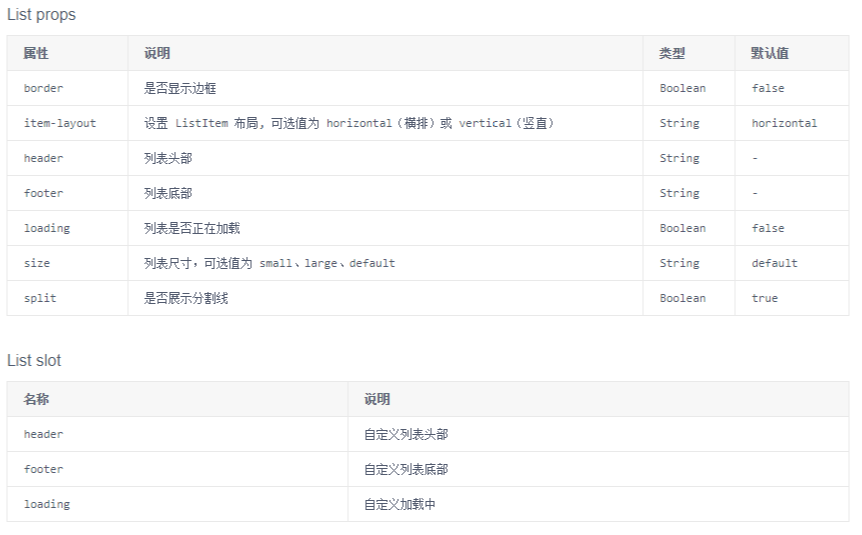 List props
属性 说明 类型 默认值
border 是否显示边框 Boolean false
item-layout 设置 ListItem 布局，可选值为 horizontal（横排）或 vertical（竖直） String horizontal
header 列表头部 String -
footer 列表底部 String -
loading 列表是否正在加载 Boolean false
size 列表尺寸，可选值为 small、large、default String default
split 是否展示分割线 Boolean true
List slot
名称 说明
header 自定义列表头部
footer 自定义列表底部
loading 自定义加载中